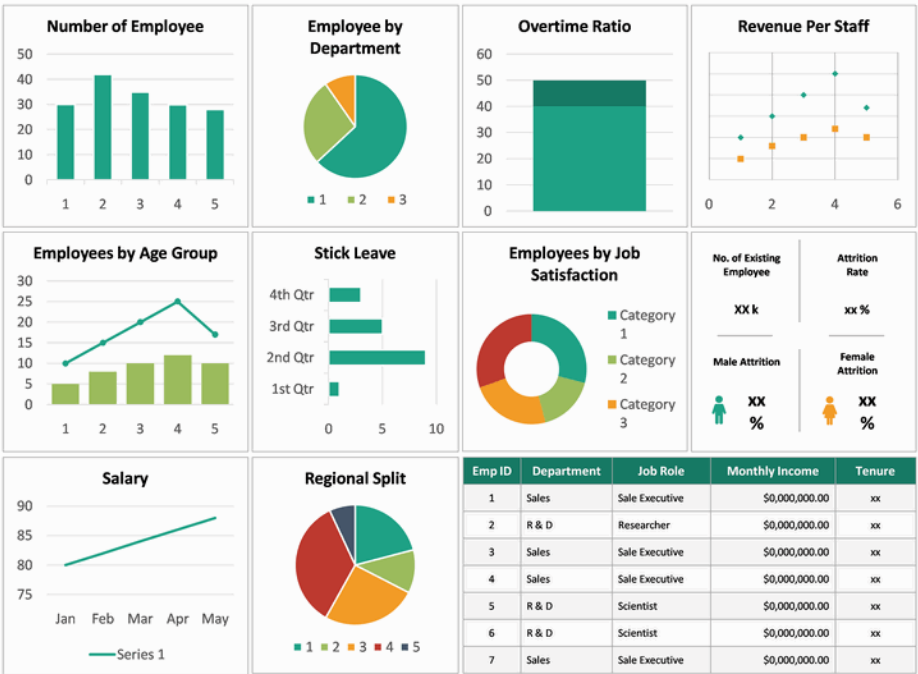 Number of Employee
50
40
30
20
10
0
1 2 3 4 5
Employee by
Department
1 2 3
Overtime Ratio
60
50
40
30
20
10
0
Revenue Per Staff
0 2 4 6
Employees by Age Group
30
25
20
15
10
5
0
1 2 3 4 5
Stick Leave
4th Qtr
3rd Qtr
2nd Qtr
1st Qtr
0 5 10
Employees by Job
Satisfaction
Category
1
Category
2
Category
3
No. of Existing
Employee
XX k
Attrition
Rate
xx %
Male Attrition
xx
%
Female
Attrition
xx
%
Salary
90
85
80
75
Jan Feb Mar Apr May
Series 1
Regional Split
1 2 3 4 5
Emp ID Department Job Role Monthly Income Tenure
1 Sales Sale Executive $0,000,000.00 xx
2 R & D Researcher $0,000,000.00 xx
3 Sales Sale Executive $0,000,000.00 xx
4 Sales Sale Executive $0,000,000.00 xx
5 R & D Scientist $0,000,000.00 xx
6 R & D Scientist $0,000,000.00 xx
7 Sales Sale Executive $0,000,000.00 xx